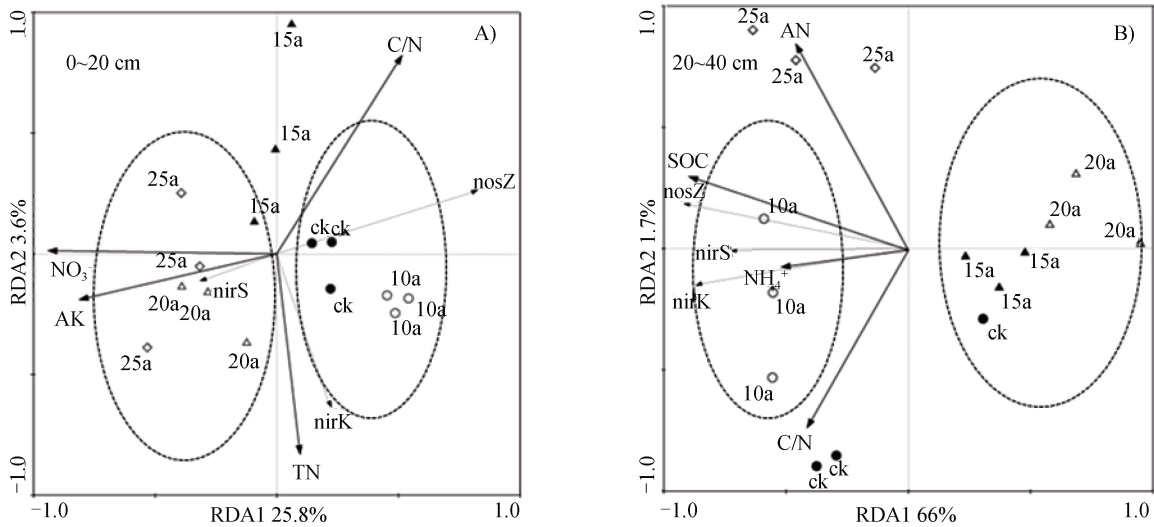 A)
0~20 cm
15a
C/N
15a
nosZ
25a
15a
ckck
NO₃⁻
25a
nirS
10a
AK
20a
20a
ck
10a
10a
25a
20a
nirK
TN
1.0
RDA2 3.6%
−1.0
−1.0
RDA1 25.8%
1.0
B)
20~40 cm
25a
AN
25a
25a
SOC
nosZ
20a
10a
20a
20a
nirS
15a
15a
NH₄⁺
nirK
10a
15a
ck
10a
C/N
ck
ck
1.0
RDA2 1.7%
−1.0
−1.0
RDA1 66%
1.0